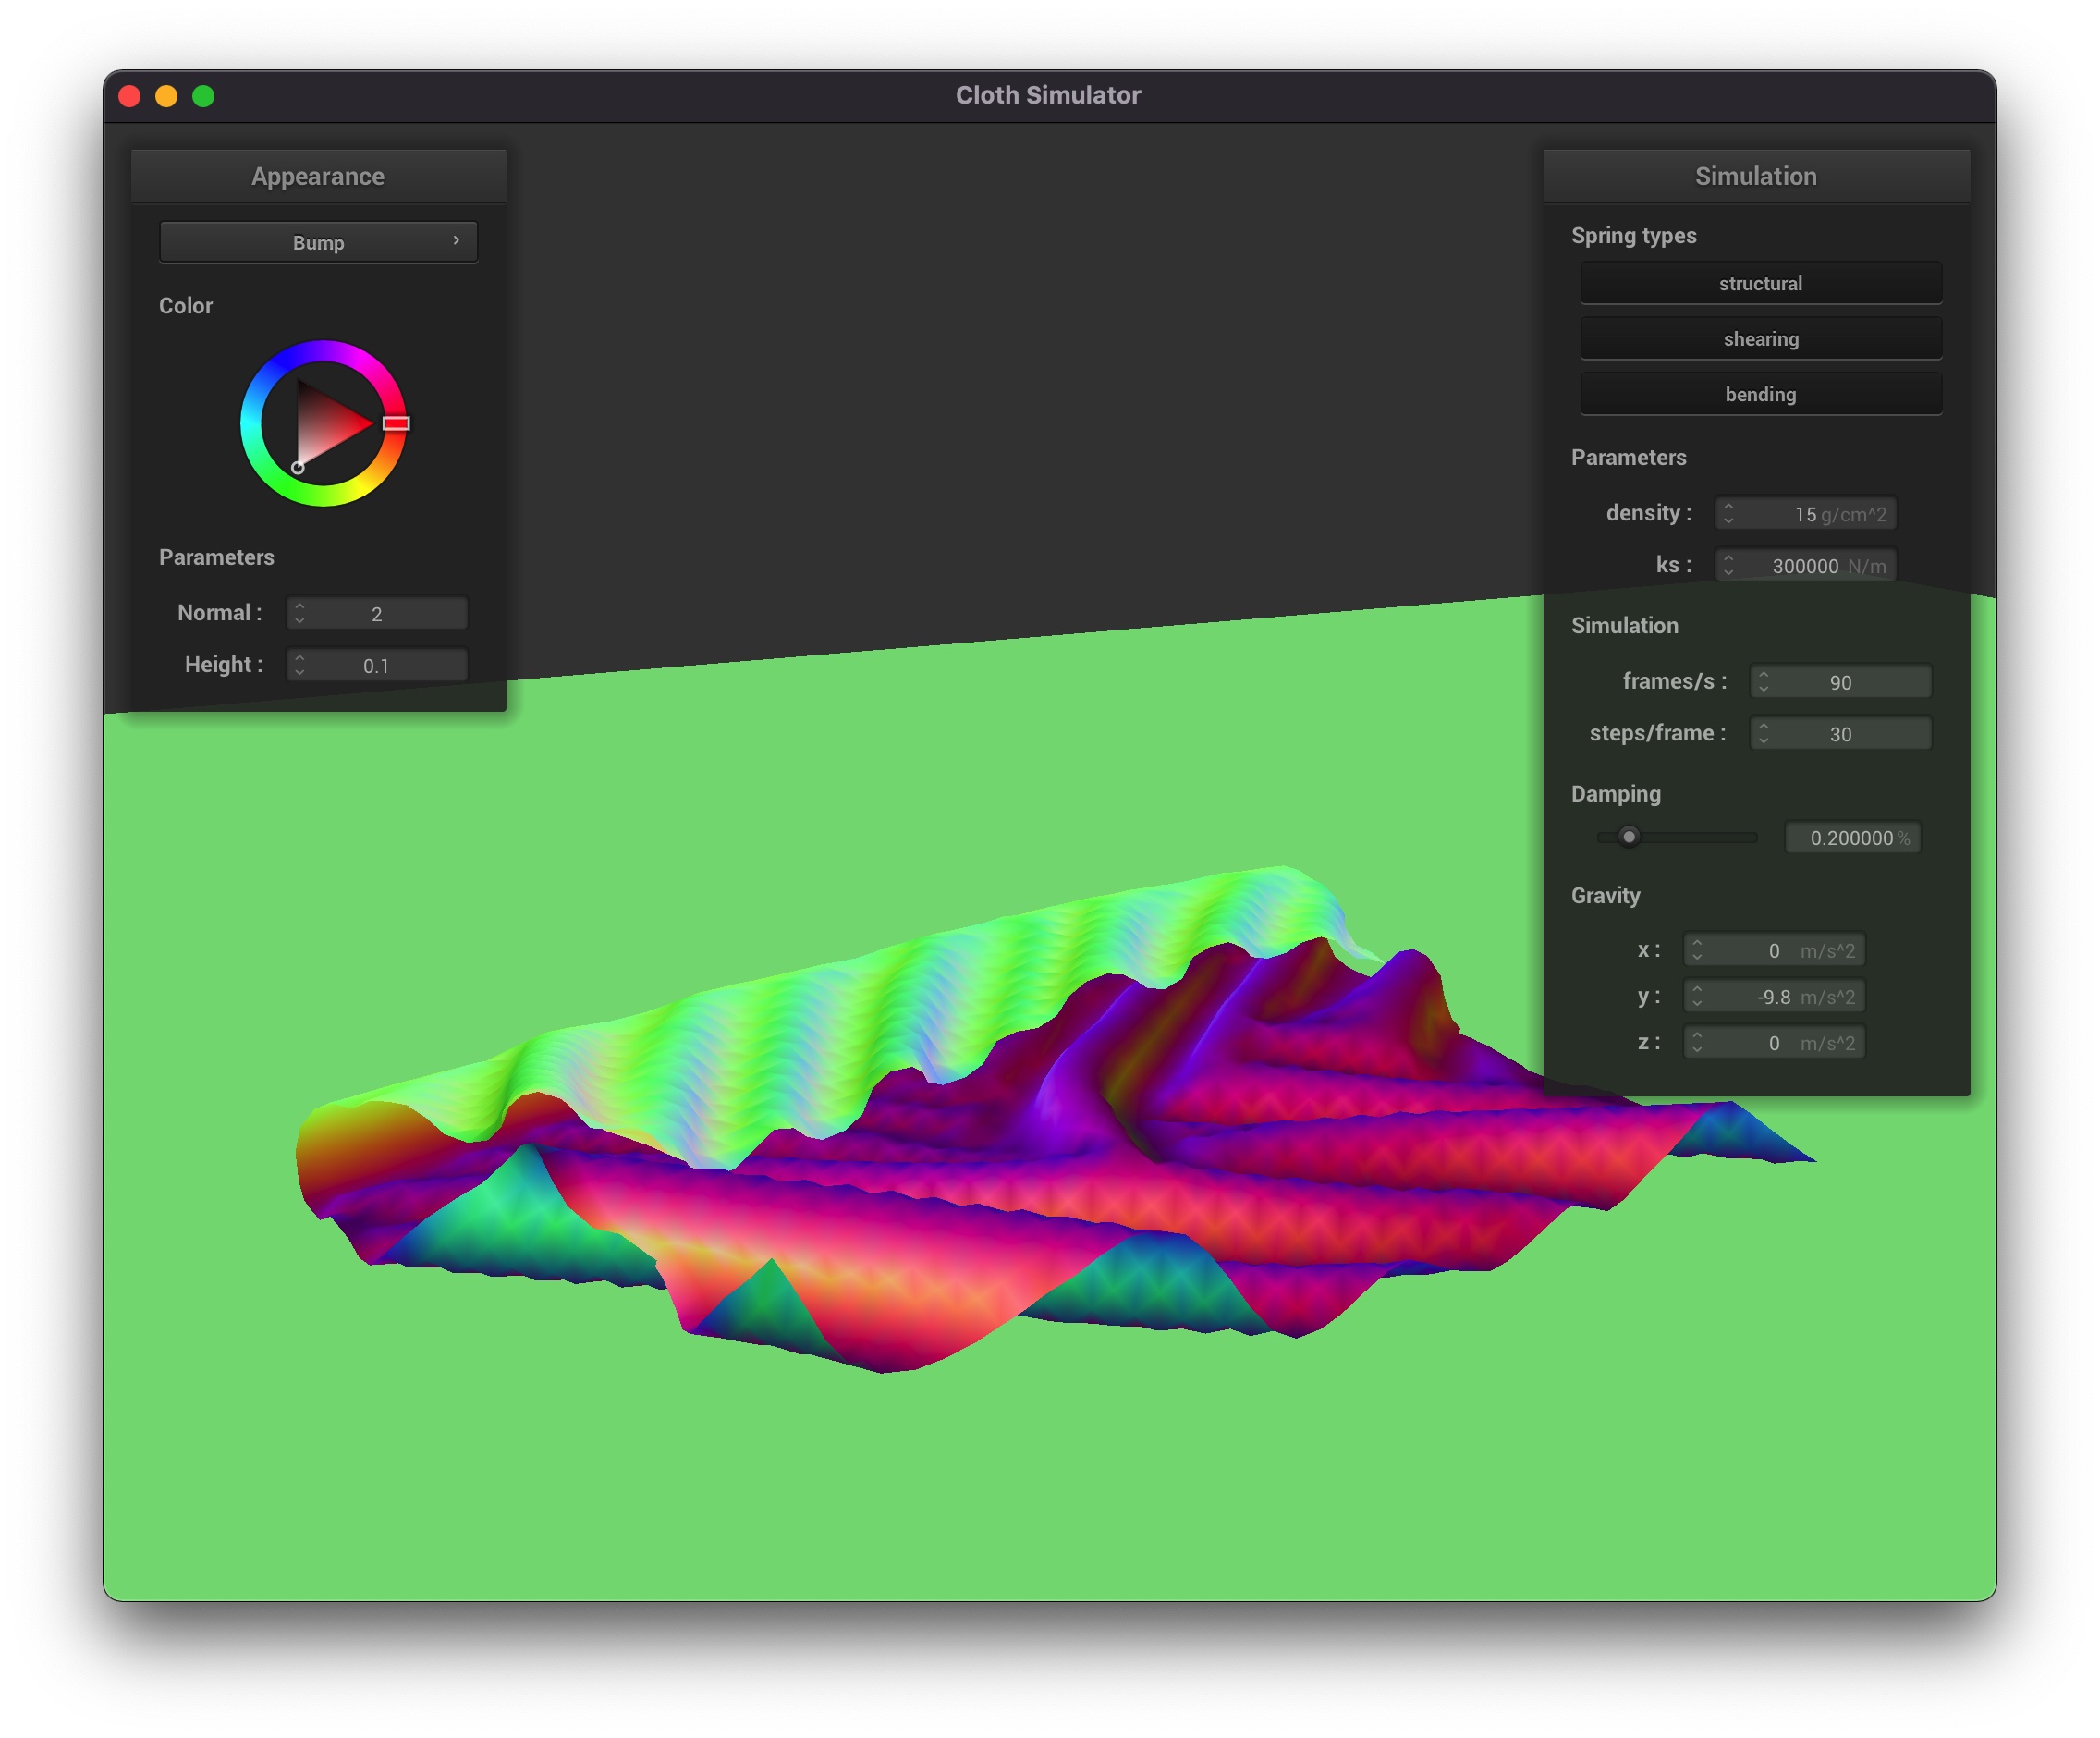 Cloth Simulator
Appearance
Bump
Color
Parameters
Normal : 2
Height : 0.1
Simulation
Spring types
structural
shearing
bending
Parameters
density : 15 g/cm^2
ks : 300000 N/m
Simulation
frames/s : 90
steps/frame : 30
Damping
0.200000 %
Gravity
x : 0 m/s^2
y : -9.8 m/s^2
z : 0 m/s^2